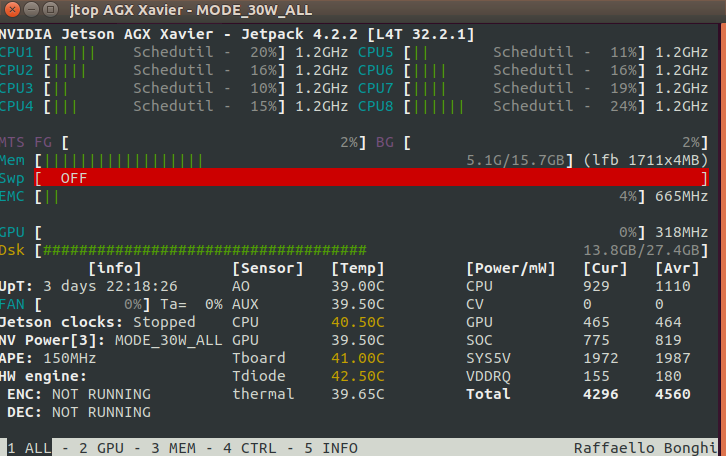 jtop AGX Xavier - MODE_30W_ALL
NVIDIA Jetson AGX Xavier - Jetpack 4.2.2 [L4T 32.2.1]
CPU1 [||||| Schedutil - 20%] 1.2GHz CPU5 [|| Schedutil - 11%] 1.2GHz
CPU2 [|||| Schedutil - 16%] 1.2GHz CPU6 [|||| Schedutil - 16%] 1.2GHz
CPU3 [|| Schedutil - 10%] 1.2GHz CPU7 [|||| Schedutil - 19%] 1.2GHz
CPU4 [||| Schedutil - 15%] 1.2GHz CPU8 [|||||| Schedutil - 24%] 1.2GHz
MTS FG [ 2%] BG [ 2%]
Mem [|||||||||||||||||| 5.1G/15.7GB] (lfb 1711x4MB)
Swp [ OFF ]
EMC [|| 4%] 665MHz
GPU [ 0%] 318MHz
Dsk [#################################### 13.8GB/27.4GB]
[info] [Sensor] [Temp] [Power/mW] [Cur] [Avr]
UpT: 3 days 22:18:26 AO 39.00C CPU 929 1110
FAN [ 0%] Ta= 0% AUX 39.50C CV 0 0
Jetson clocks: Stopped CPU 40.50C GPU 465 464
NV Power[3]: MODE_30W_ALL GPU 39.50C SOC 775 819
APE: 150MHz Tboard 41.00C SYS5V 1972 1987
HW engine: Tdiode 42.50C VDDRQ 155 180
ENC: NOT RUNNING thermal 39.65C Total 4296 4560
DEC: NOT RUNNING
1 ALL - 2 GPU - 3 MEM - 4 CTRL - 5 INFO Raffaello Bonghi